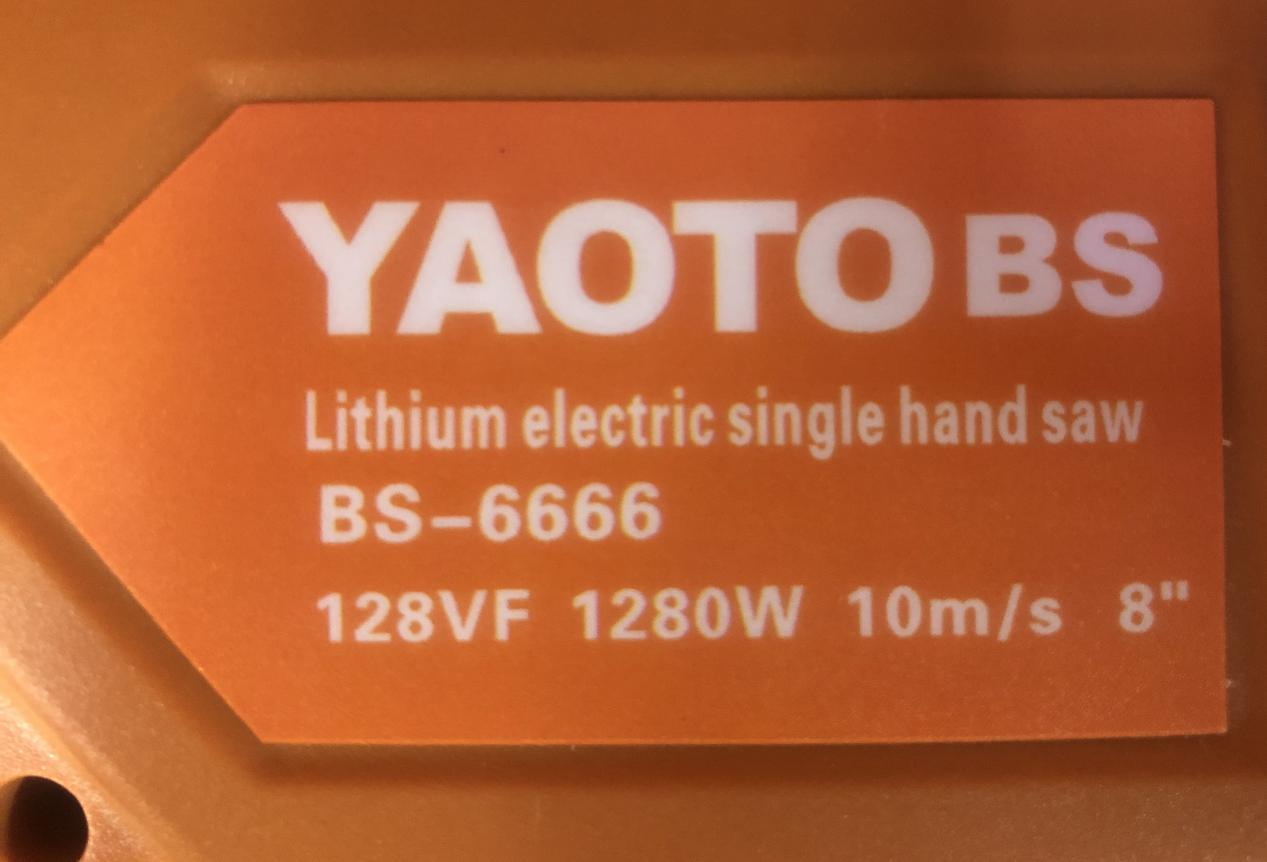 YAOTO BS
Lithium electric single hand saw
BS-6666
128VF 1280W 10m/s 8"